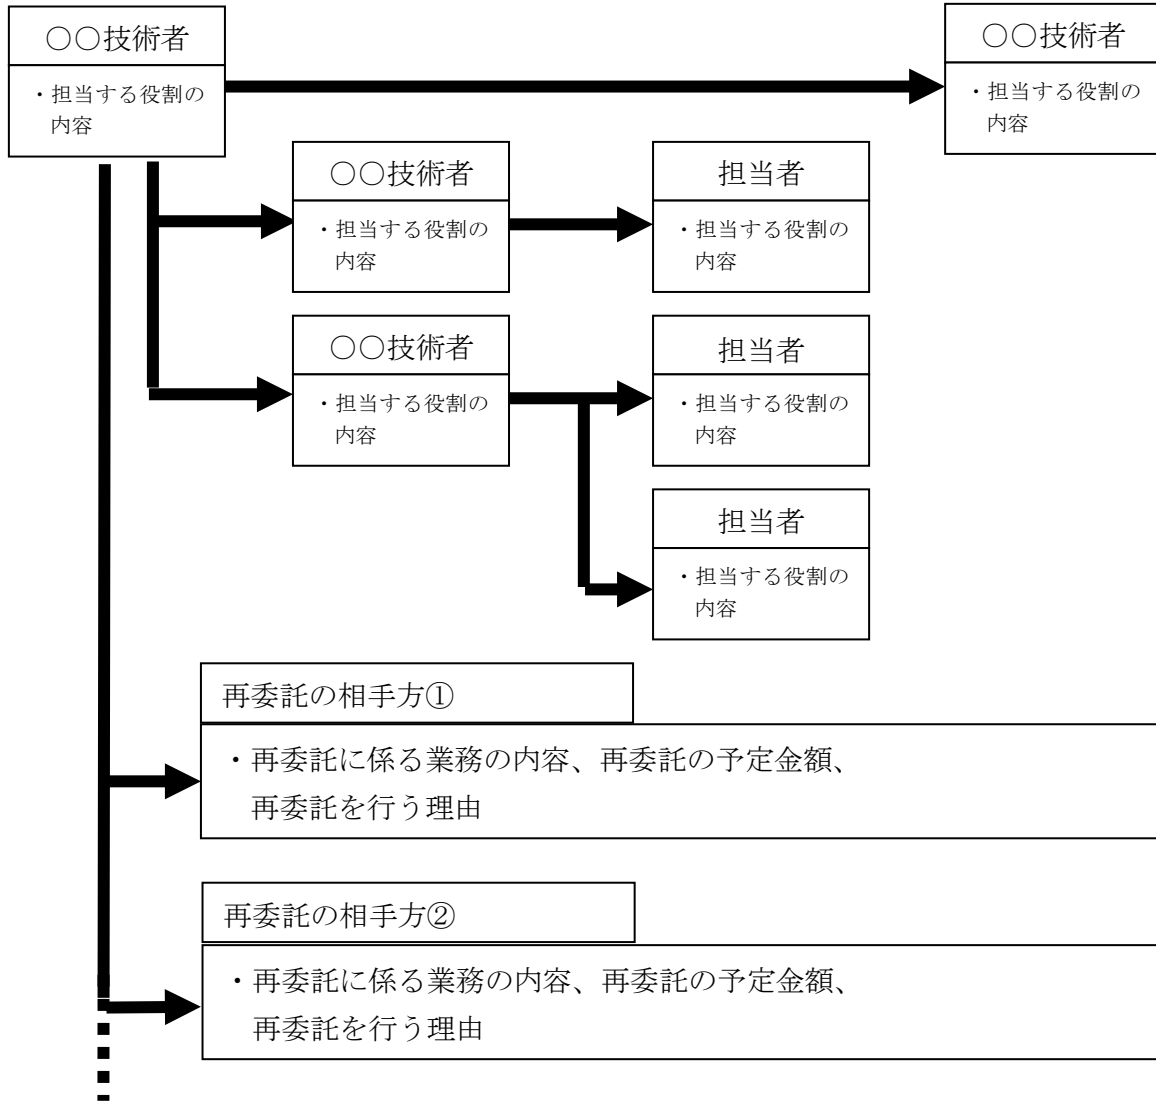 ○○技術者
・担当する役割の
内容
○○技術者
・担当する役割の
内容
○○技術者
・担当する役割の
内容
担当者
・担当する役割の
内容
○○技術者
・担当する役割の
内容
担当者
・担当する役割の
内容
担当者
・担当する役割の
内容
再委託の相手方①
・再委託に係る業務の内容、再委託の予定金額、
再委託を行う理由
再委託の相手方②
・再委託に係る業務の内容、再委託の予定金額、
再委託を行う理由